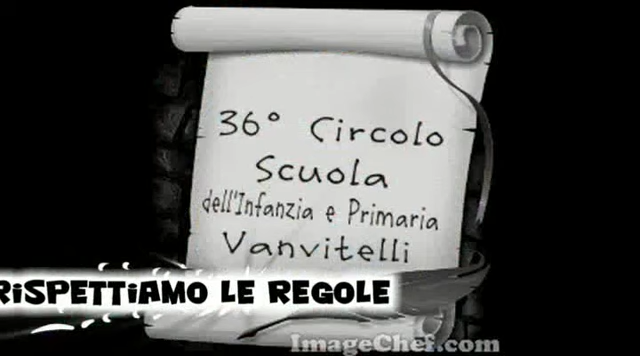 36° Circolo
Scuola
dell'Infanzia e Primaria
Vanvitelli
RiSPETTiAMO LE REGOLE
ImageChef.com